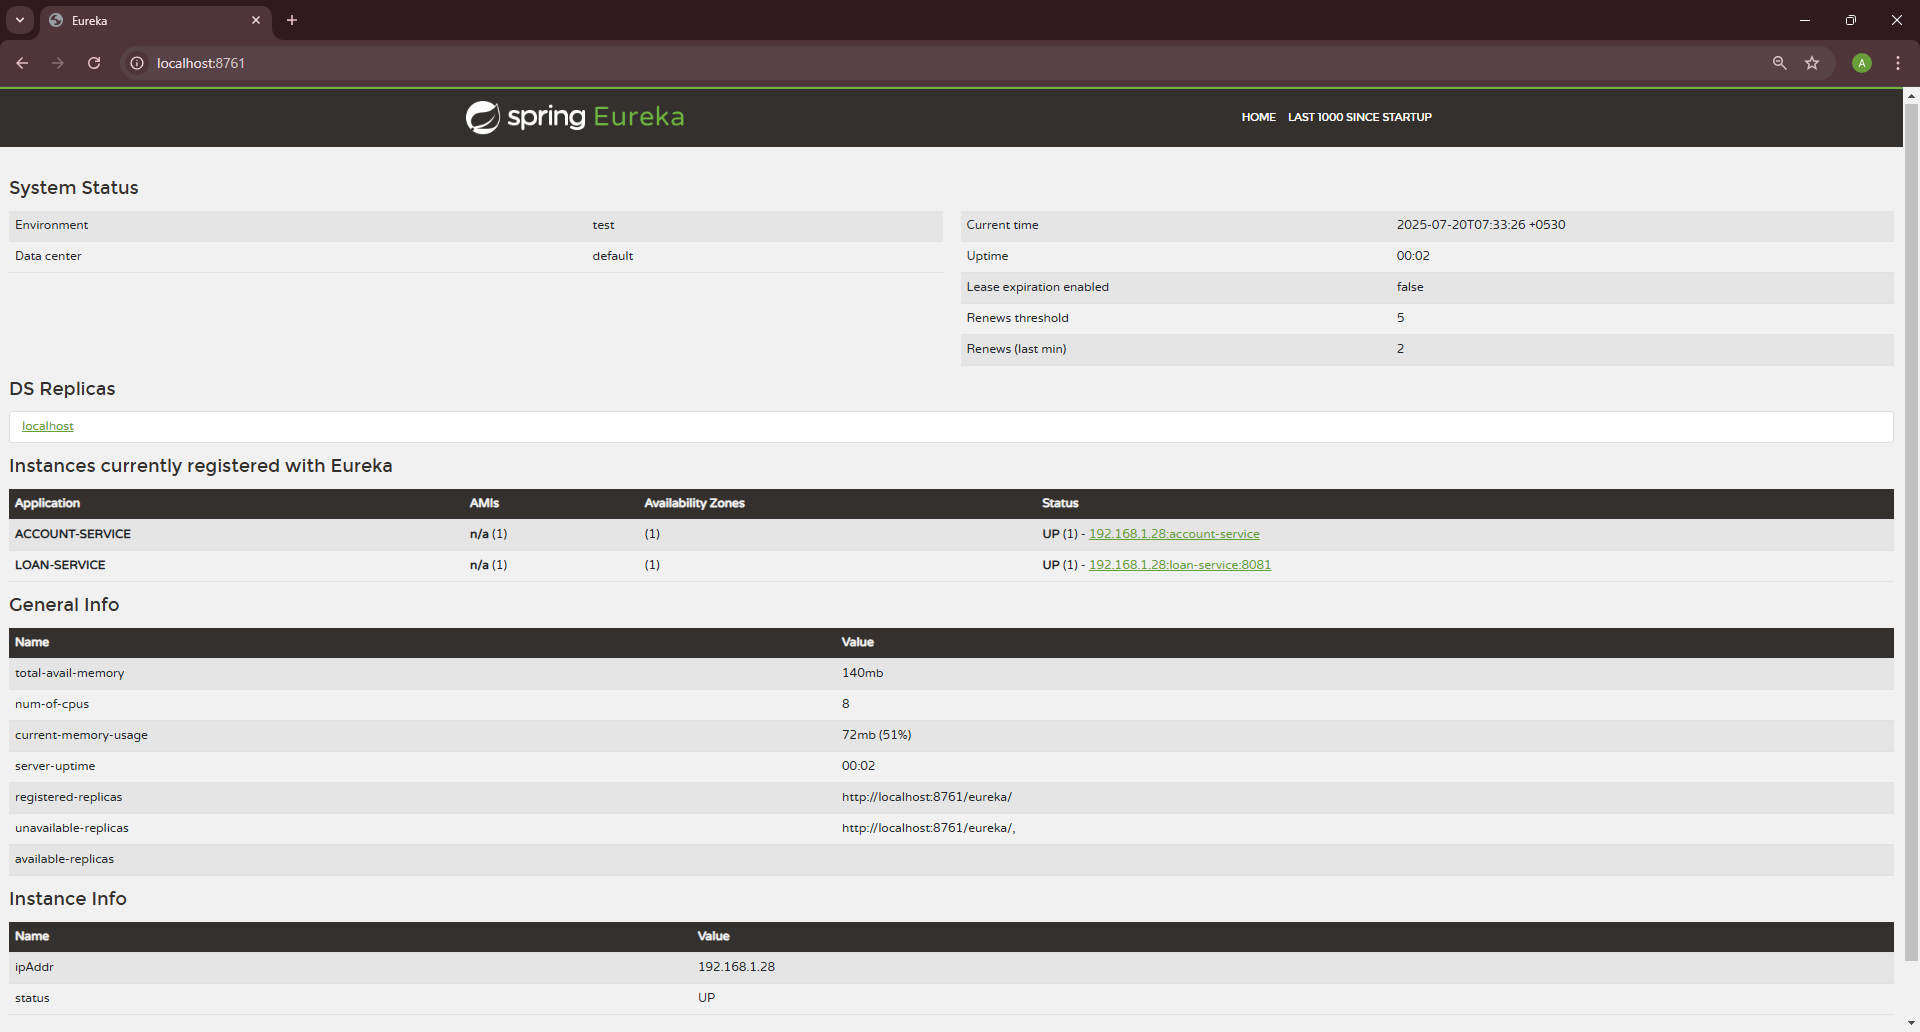 Eureka
localhost:8761
A
spring Eureka
HOME LAST 1000 SINCE STARTUP
System Status
Environment test
Data center default
Current time 2025-07-20T07:33:26 +0530
Uptime 00:02
Lease expiration enabled false
Renews threshold 5
Renews (last min) 2
DS Replicas
localhost
Instances currently registered with Eureka
Application AMIs Availability Zones Status
ACCOUNT-SERVICE n/a (1) (1) UP (1) - 192.168.1.28:account-service
LOAN-SERVICE n/a (1) (1) UP (1) - 192.168.1.28:loan-service:8081
General Info
Name Value
total-avail-memory 140mb
num-of-cpus 8
current-memory-usage 72mb (51%)
server-uptime 00:02
registered-replicas http://localhost:8761/eureka/
unavailable-replicas http://localhost:8761/eureka/,
available-replicas
Instance Info
Name Value
ipAddr 192.168.1.28
status UP